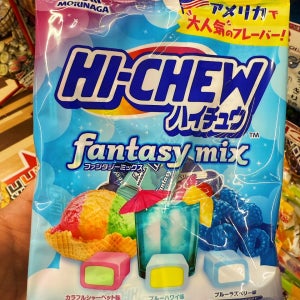 MORINAGA
アメリカで
大人気のフレーバー!!
HI-CHEW
ハイチュウ
TM
fantasy mix
ファンタジーミックス
カラフルシャーベット味
ブルーハワイ味
ブルーラズベリー味